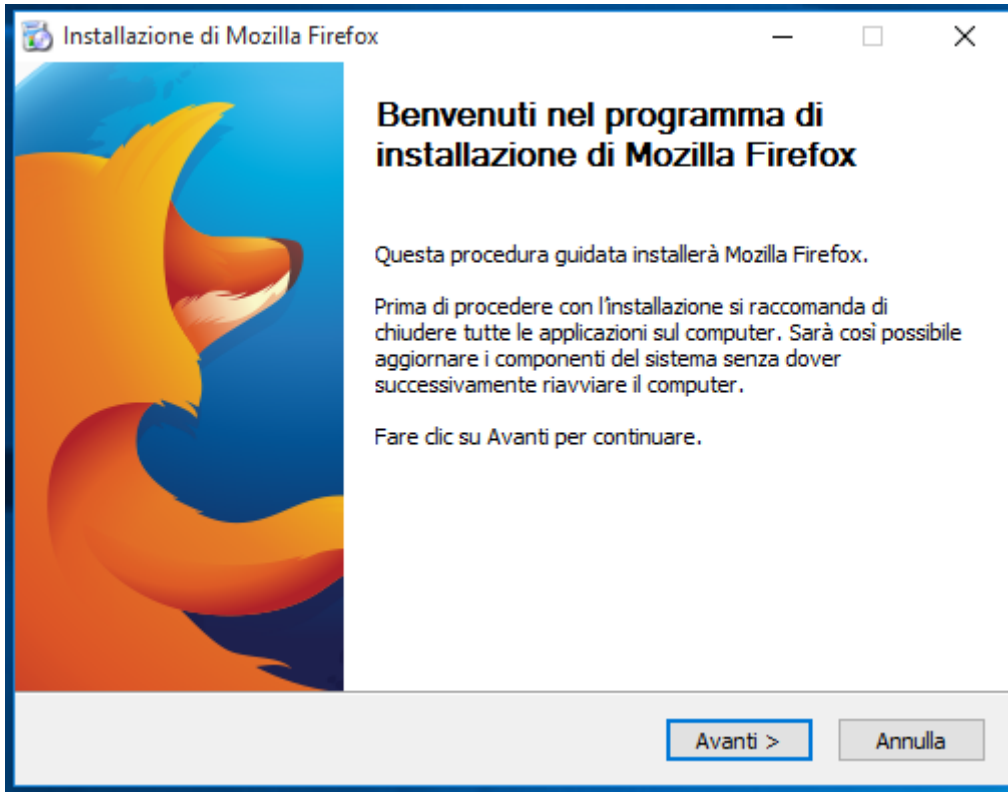 Installazione di Mozilla Firefox
Benvenuti nel programma di
installazione di Mozilla Firefox
Questa procedura guidata installerà Mozilla Firefox.
Prima di procedere con l'installazione si raccomanda di
chiudere tutte le applicazioni sul computer. Sarà così possibile
aggiornare i componenti del sistema senza dover
successivamente riavviare il computer.
Fare clic su Avanti per continuare.
Avanti >
Annulla